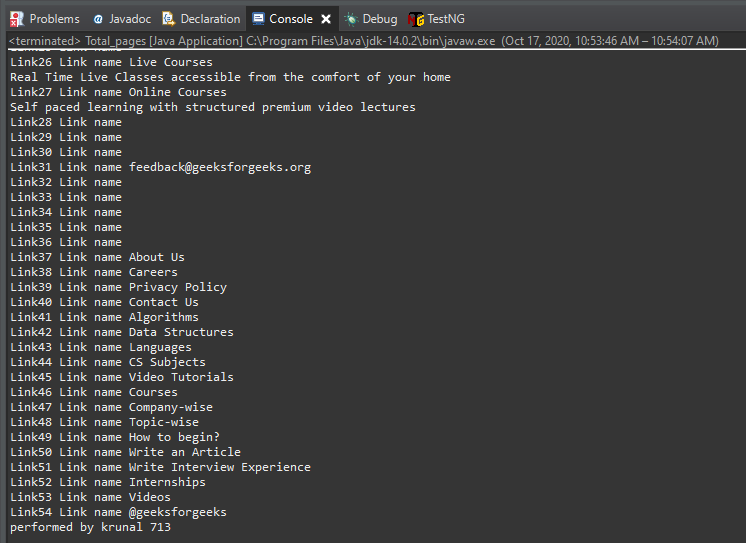 Problems Javadoc Declaration Console Debug TestNG
<terminated> Total_pages [Java Application] C:\Program Files\Java\jdk-14.0.2\bin\javaw.exe (Oct 17, 2020, 10:53:46 AM – 10:54:07 AM)
Link26 Link name Live Courses
Real Time Live Classes accessible from the comfort of your home
Link27 Link name Online Courses
Self paced learning with structured premium video lectures
Link28 Link name
Link29 Link name
Link30 Link name
Link31 Link name feedback@geeksforgeeks.org
Link32 Link name
Link33 Link name
Link34 Link name
Link35 Link name
Link36 Link name
Link37 Link name About Us
Link38 Link name Careers
Link39 Link name Privacy Policy
Link40 Link name Contact Us
Link41 Link name Algorithms
Link42 Link name Data Structures
Link43 Link name Languages
Link44 Link name CS Subjects
Link45 Link name Video Tutorials
Link46 Link name Courses
Link47 Link name Company-wise
Link48 Link name Topic-wise
Link49 Link name How to begin?
Link50 Link name Write an Article
Link51 Link name Write Interview Experience
Link52 Link name Internships
Link53 Link name Videos
Link54 Link name @geeksforgeeks
performed by krunal 713